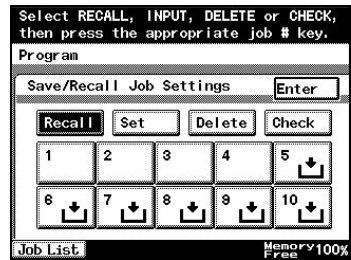 Select RECALL, INPUT, DELETE or CHECK,
then press the appropriate job # key.
Program
Save/Recall Job Settings
Enter
Recall Set Delete Check
1 2 3 4 5
6 7 8 9 10
Job List Memory Free 100%